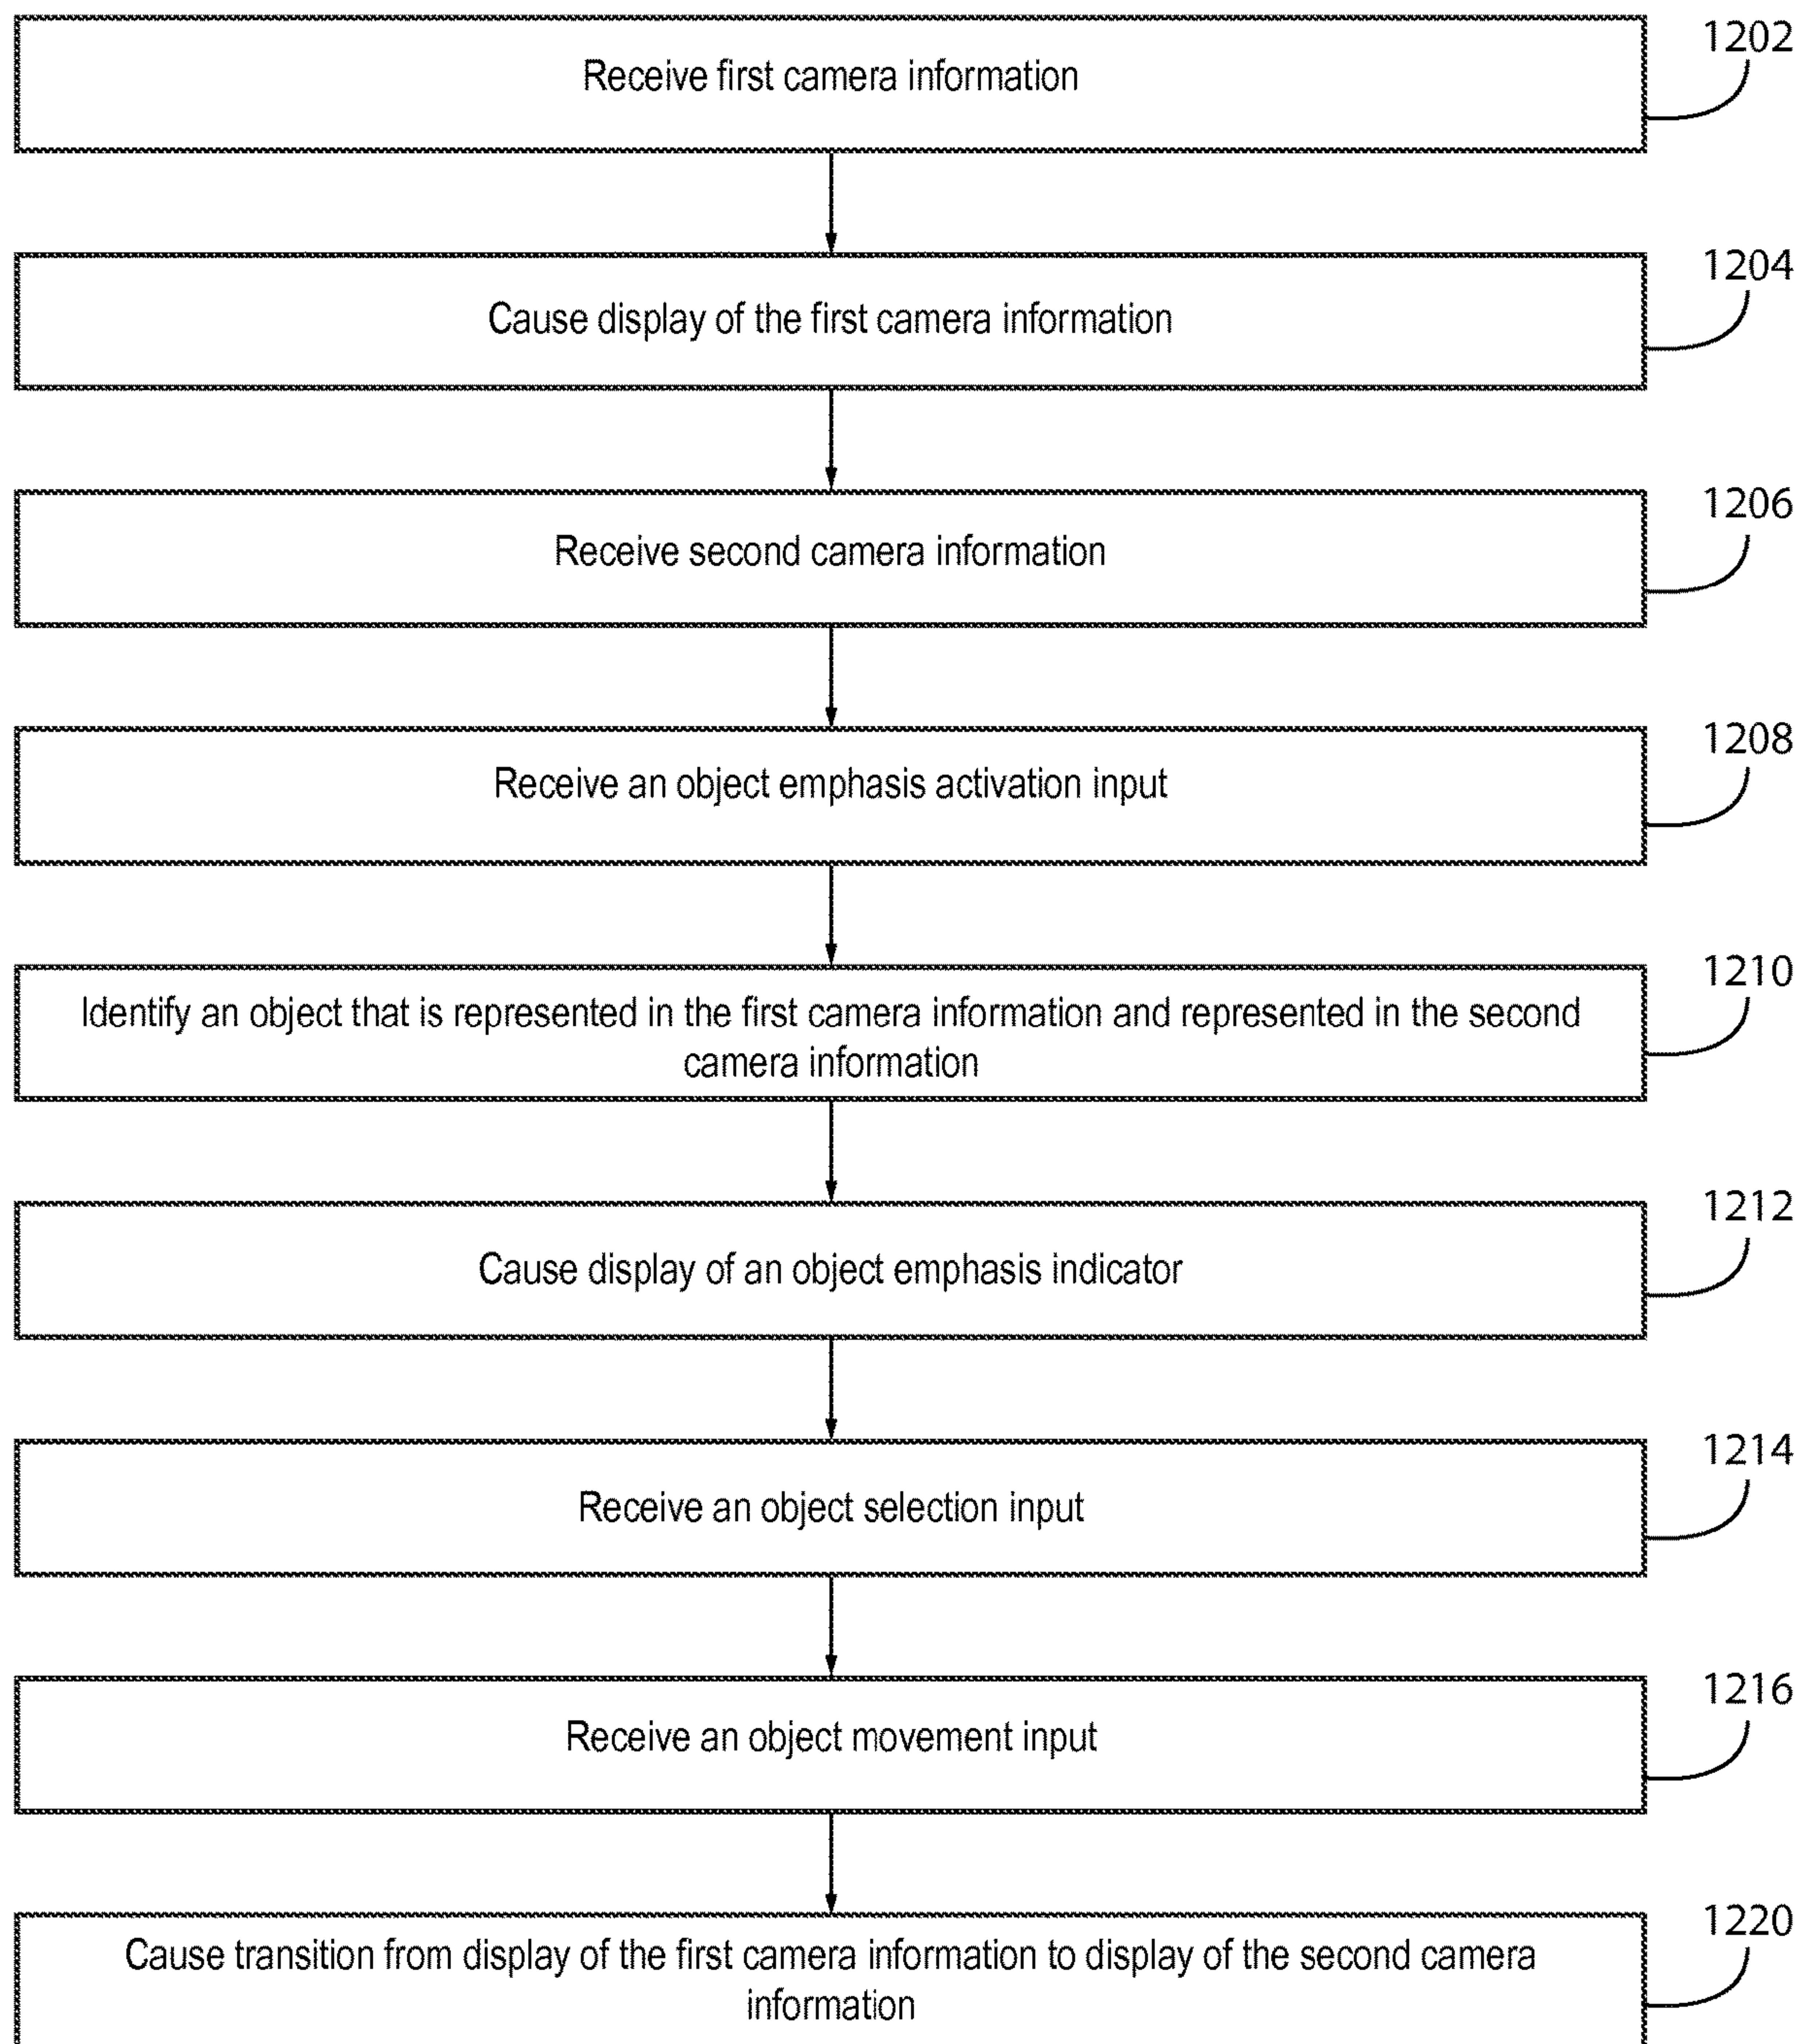 1202
Receive first camera information
1204
Cause display of the first camera information
1206
Receive second camera information
1208
Receive an object emphasis activation input
1210
Identify an object that is represented in the first camera information and represented in the second
camera information
1212
Cause display of an object emphasis indicator
1214
Receive an object selection input
1216
Receive an object movement input
1220
Cause transition from display of the first camera information to display of the second camera
information